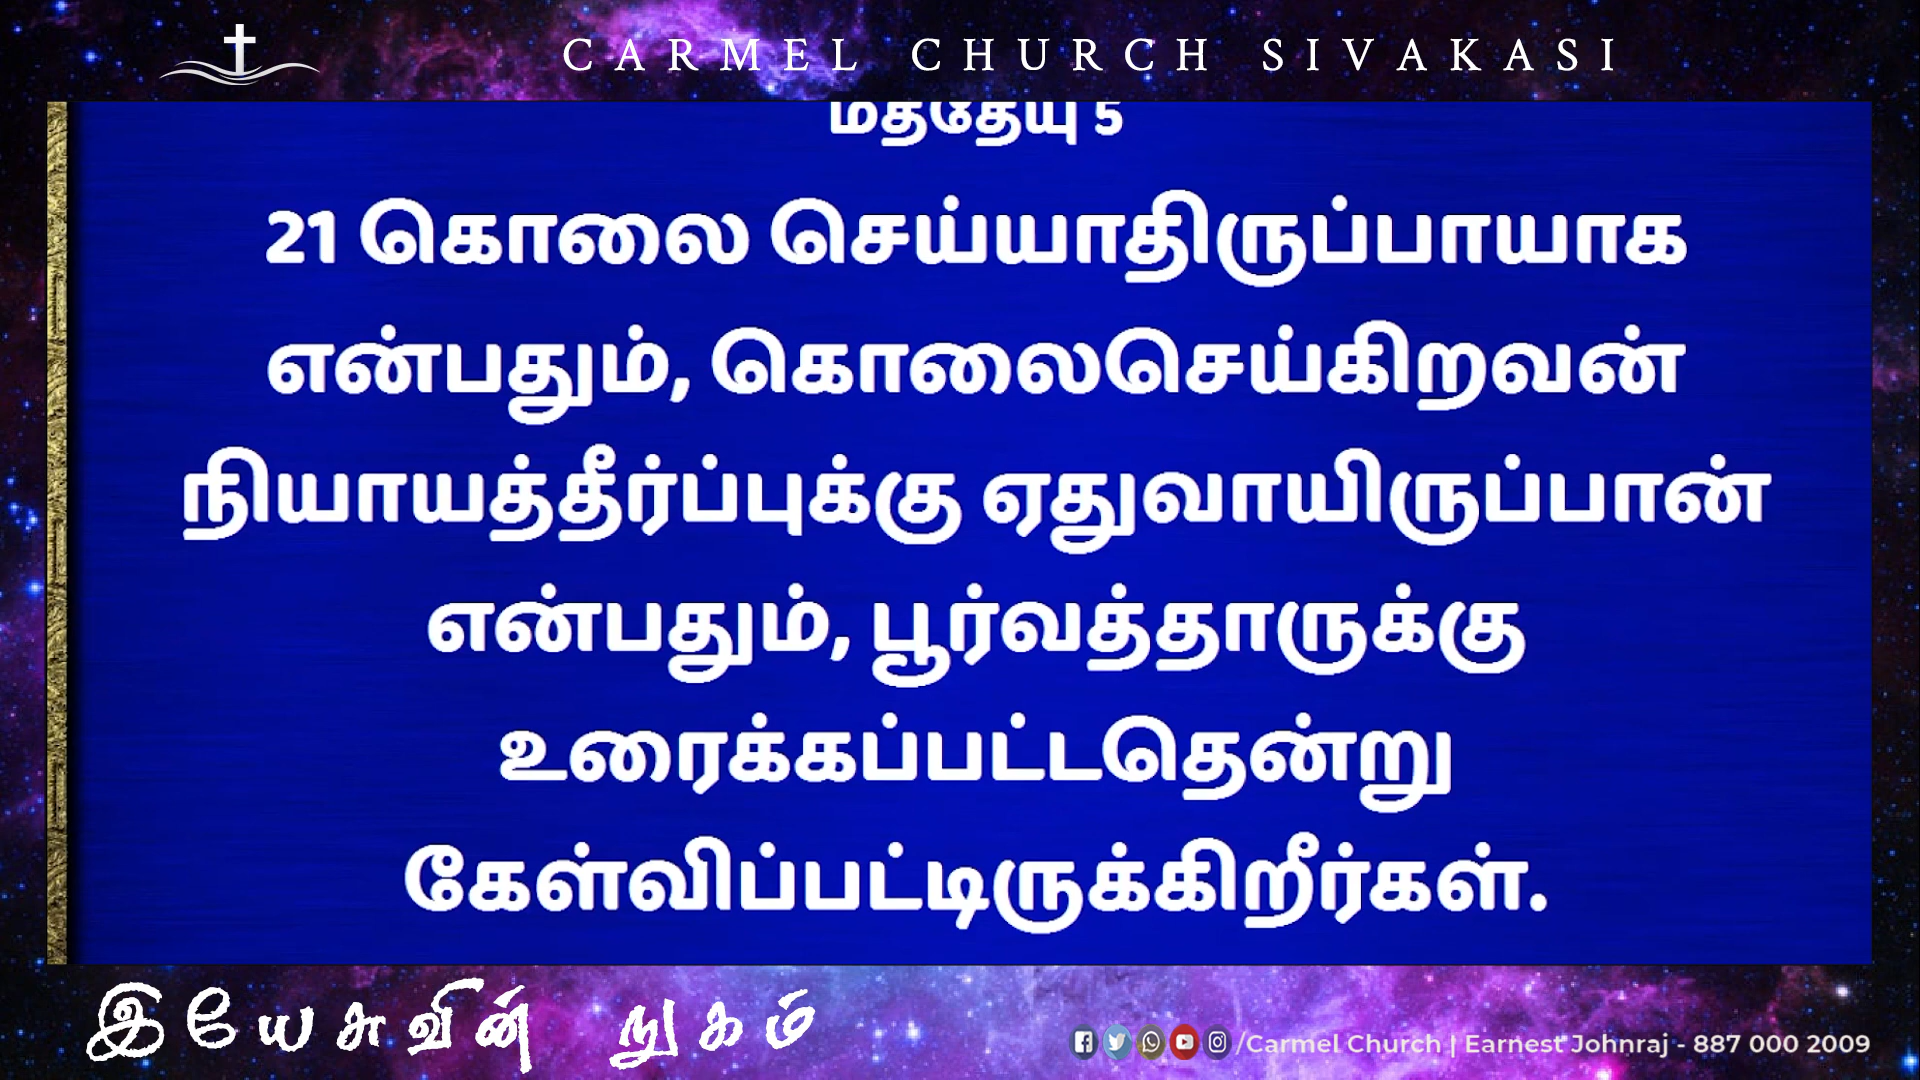 CARMEL CHURCH SIVAKASI
மத்தேயு 5
21 கொலை செய்யாதிருப்பாயாக
என்பதும், கொலைசெய்கிறவன்
நியாயத்தீர்ப்புக்கு ஏதுவாயிருப்பான்
என்பதும், பூர்வத்தாருக்கு
உரைக்கப்பட்டதென்று
கேள்விப்பட்டிருக்கிறீர்கள்.
இயேசுவின் நுகம்
/Carmel Church | Earnest Johnraj - 887 000 2009